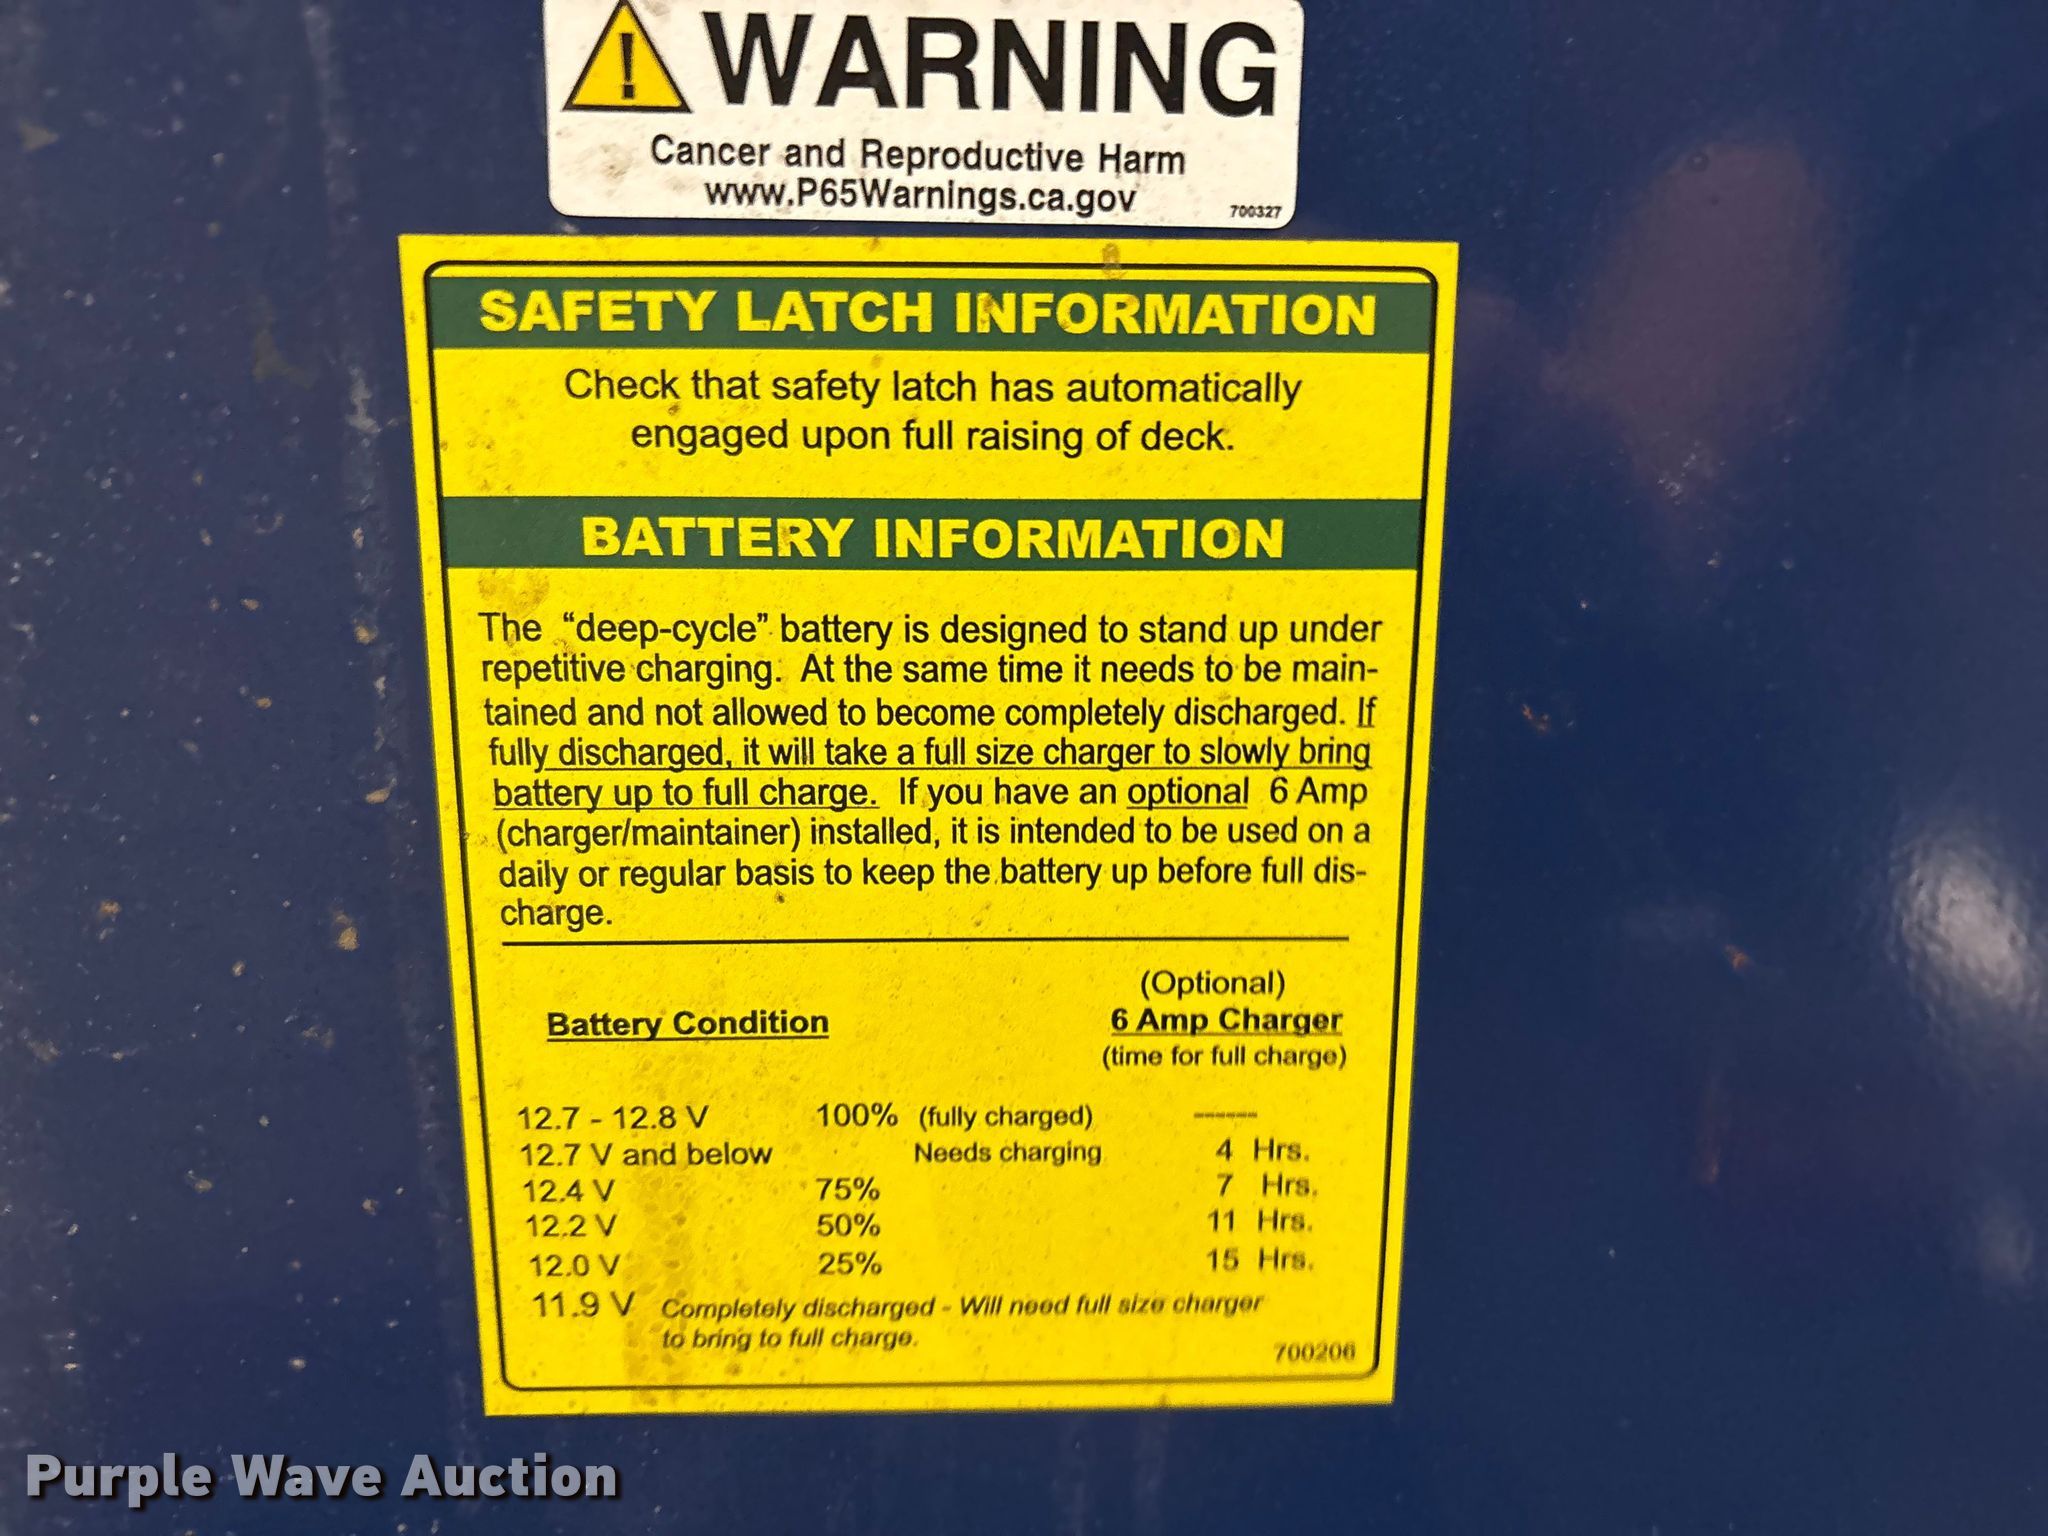 ! WARNING
Cancer and Reproductive Harm
www.P65Warnings.ca.gov
700327
SAFETY LATCH INFORMATION
Check that safety latch has automatically
engaged upon full raising of deck.
BATTERY INFORMATION
The “deep-cycle” battery is designed to stand up under
repetitive charging. At the same time it needs to be main-
tained and not allowed to become completely discharged. If
fully discharged, it will take a full size charger to slowly bring
battery up to full charge. If you have an optional 6 Amp
(charger/maintainer) installed, it is intended to be used on a
daily or regular basis to keep the battery up before full dis-
charge.
(Optional)
Battery Condition 6 Amp Charger
(time for full charge)
12.7 - 12.8 V 100% (fully charged) ------
12.7 V and below Needs charging 4 Hrs.
12.4 V 75% 7 Hrs.
12.2 V 50% 11 Hrs.
12.0 V 25% 15 Hrs.
11.9 V Completely discharged - Will need full size charger
to bring to full charge.
700206
Purple Wave Auction